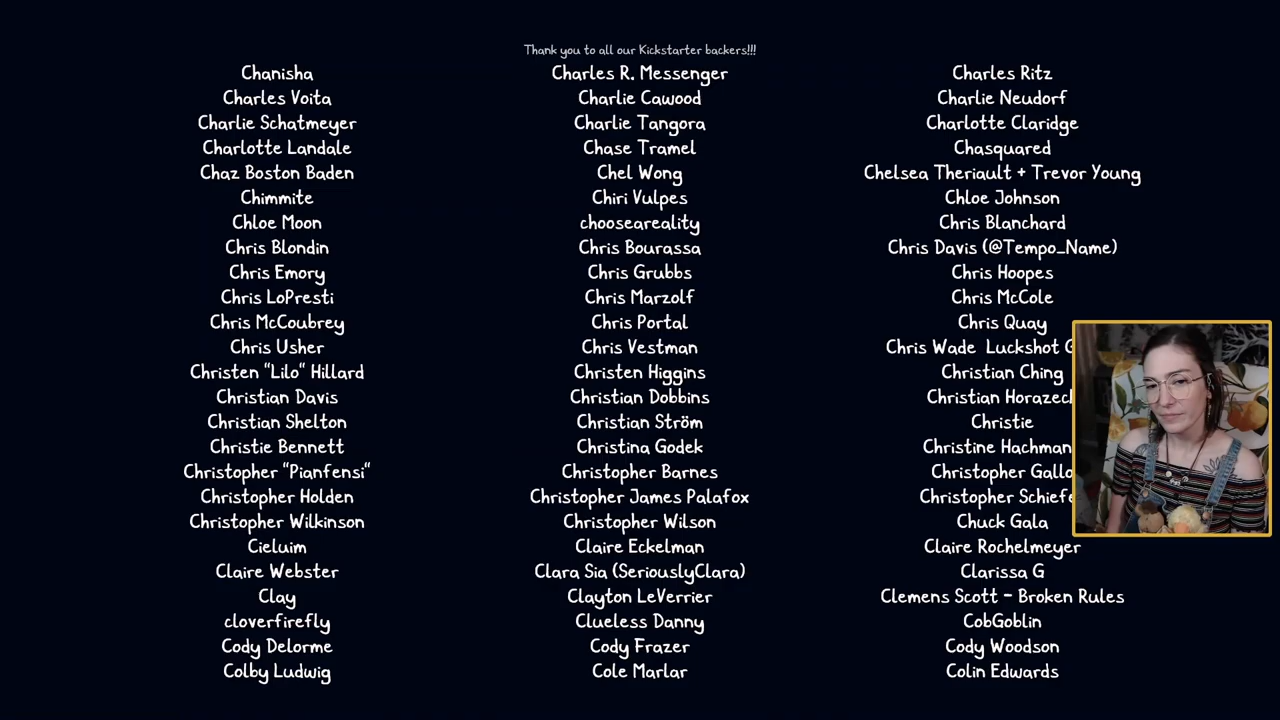 Thank you to all our Kickstarter backers!!!
Chanisha Charles R. Messenger Charles Ritz
Charles Voita Charlie Cawood Charlie Neudorf
Charlie Schatmeyer Charlie Tangora Charlotte Claridge
Charlotte Landale Chase Tramel Chasquared
Chaz Boston Baden Chel Wong Chelsea Theriault + Trevor Young
Chimmite Chiri Vulpes Chloe Johnson
Chloe Moon chooseareality Chris Blanchard
Chris Blondin Chris Bourassa Chris Davis (@Tempo_Name)
Chris Emory Chris Grubbs Chris Hoopes
Chris LoPresti Chris Marzolf Chris McCole
Chris McCoubrey Chris Portal Chris Quay
Chris Usher Chris Vestman Chris Wade Luckshot
Christen "Lilo" Hillard Christen Higgins Christian Ching
Christian Davis Christian Dobbins Christian
Christian Shelton Christian Ström Christie
Christie Bennett Christina Godek Christine
Christopher "Pianfensi" Christopher Barnes Christopher
Christopher Holden Christopher James Palafox Christopher
Christopher Wilkinson Christopher Wilson Chuck Gala
Cieluim Claire Eckelman Claire Rochelmeyer
Claire Webster Clara Sia (SeriouslyClara) Clarissa G
Clay Clayton LeVerrier Clemens Scott - Broken Rules
cloverfirefly Clueless Danny CobGoblin
Cody Delorme Cody Frazer Cody Woodson
Colby Ludwig Cole Marlar Colin Edwards